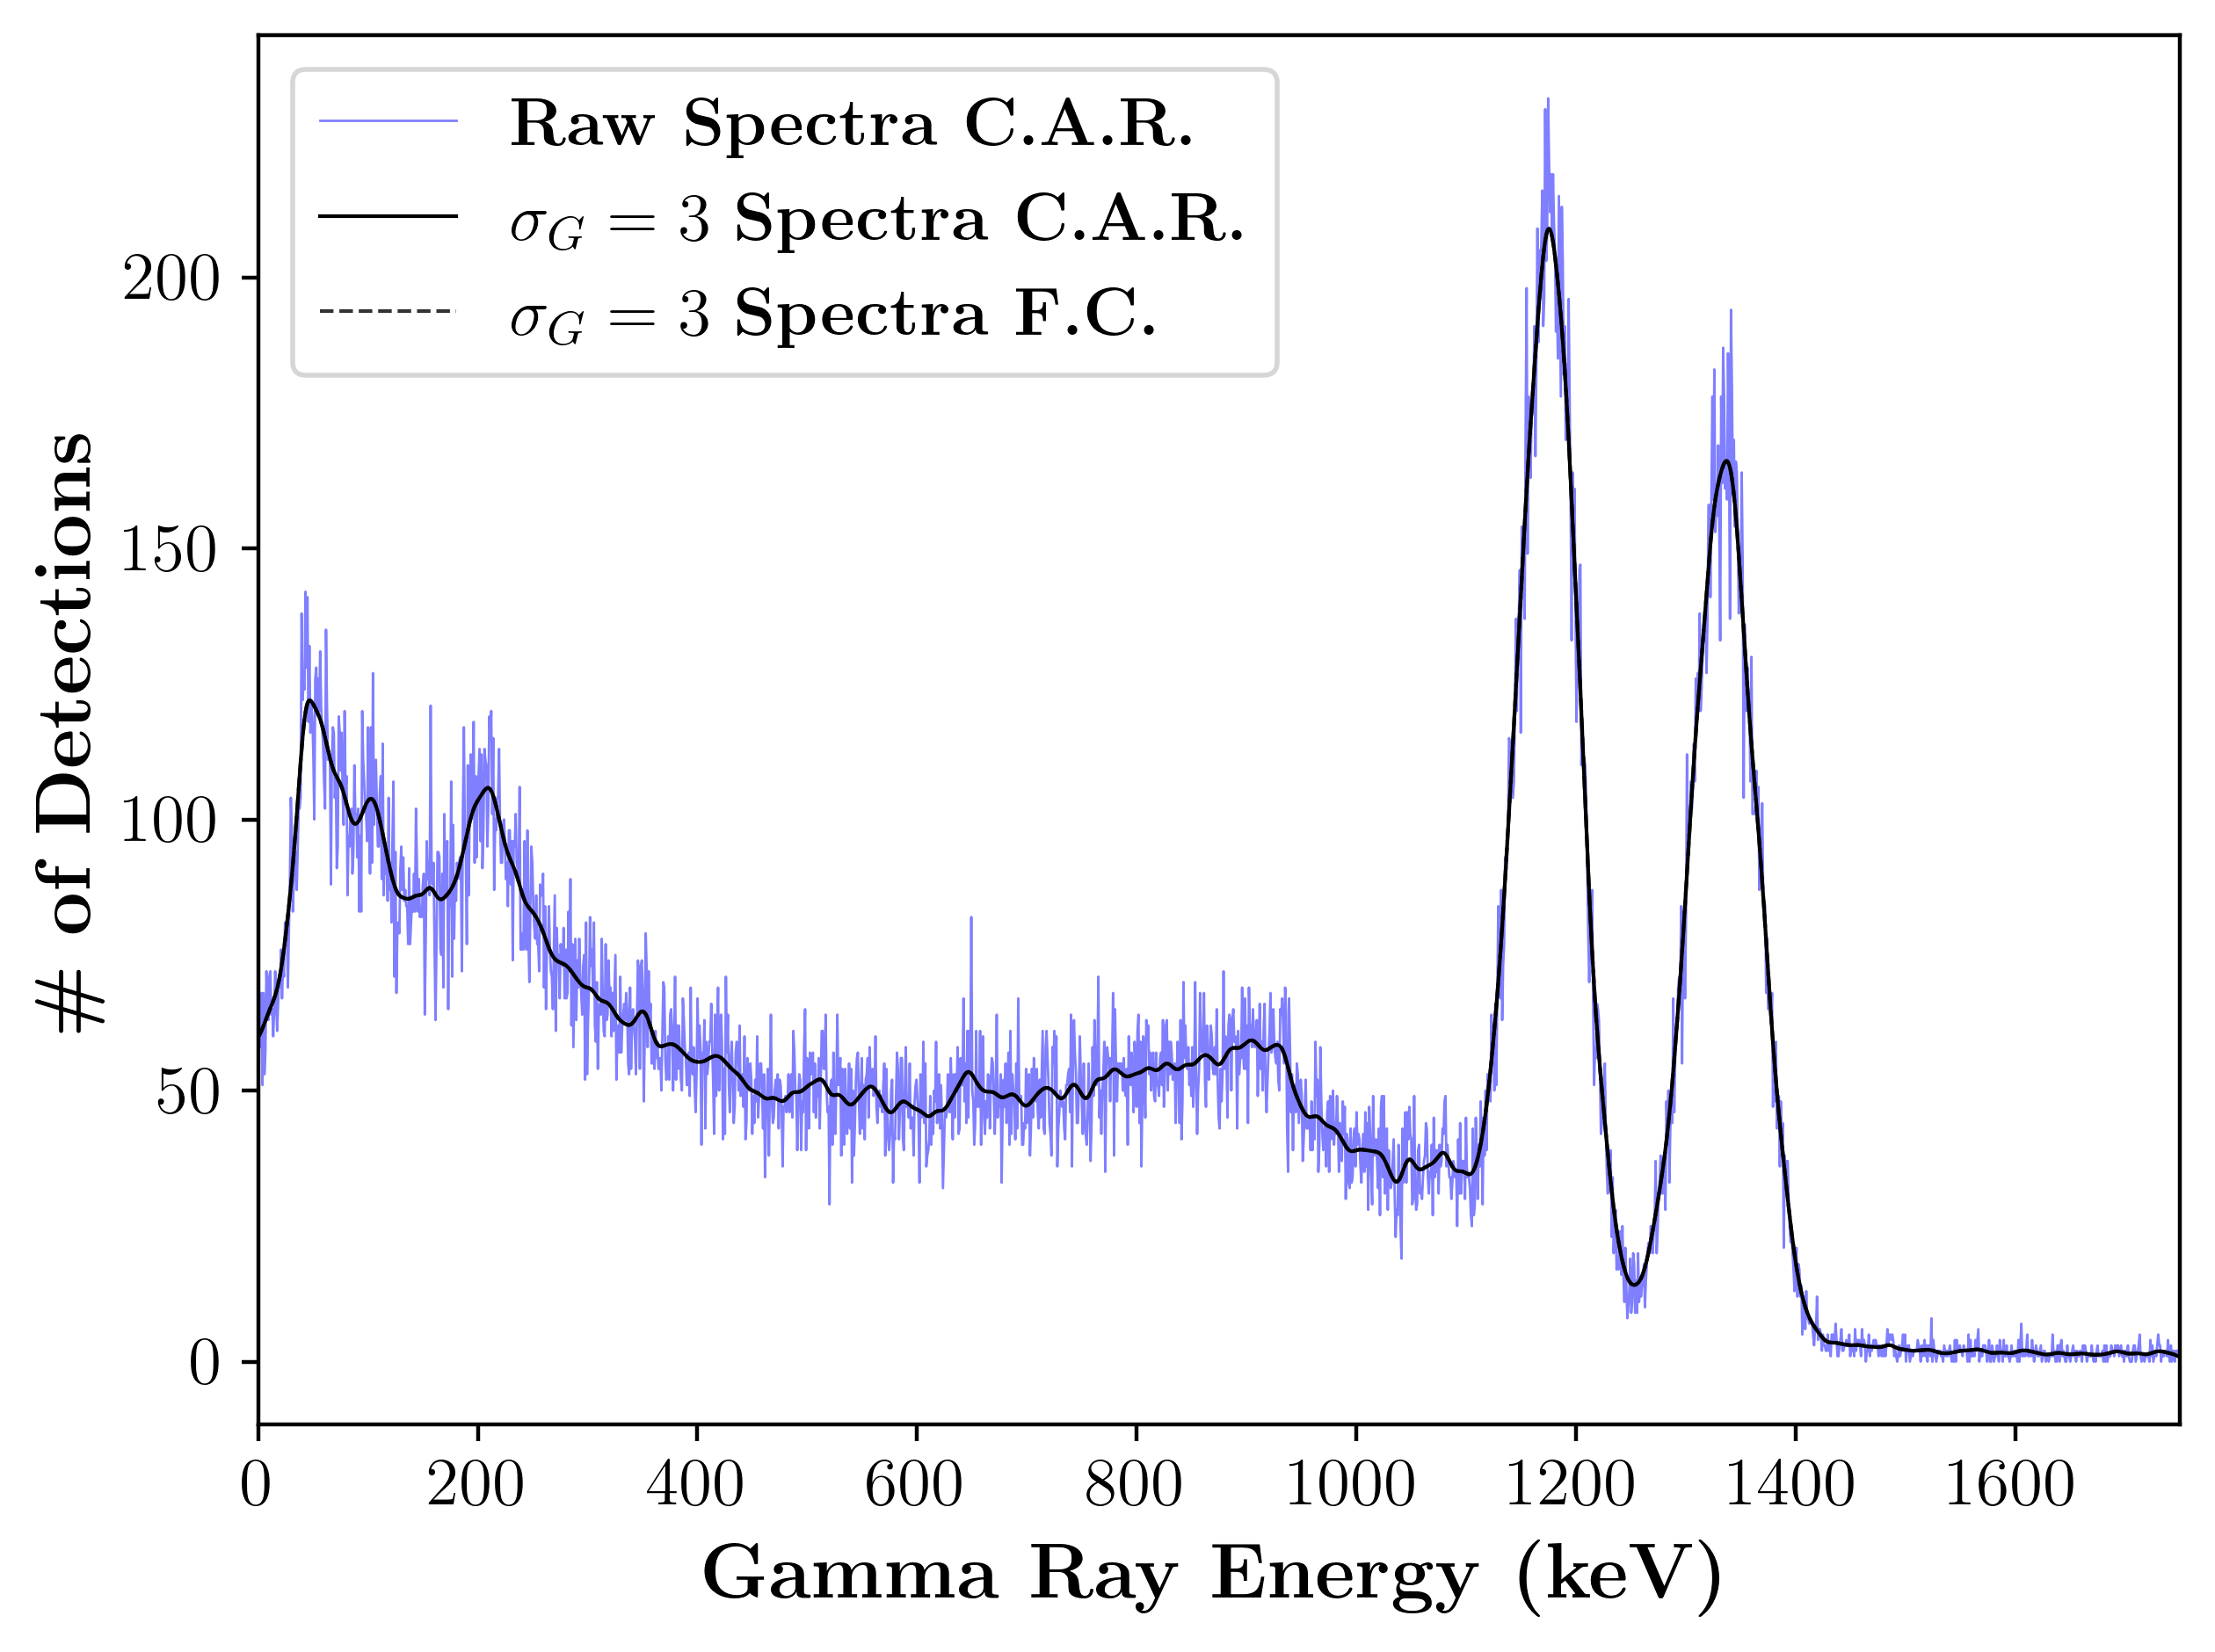 Raw Spectra C.A.R.
σ_G = 3 Spectra C.A.R.
σ_G = 3 Spectra F.C.
# of Detections
200
150
100
50
0
0 200 400 600 800 1000 1200 1400 1600
Gamma Ray Energy (keV)